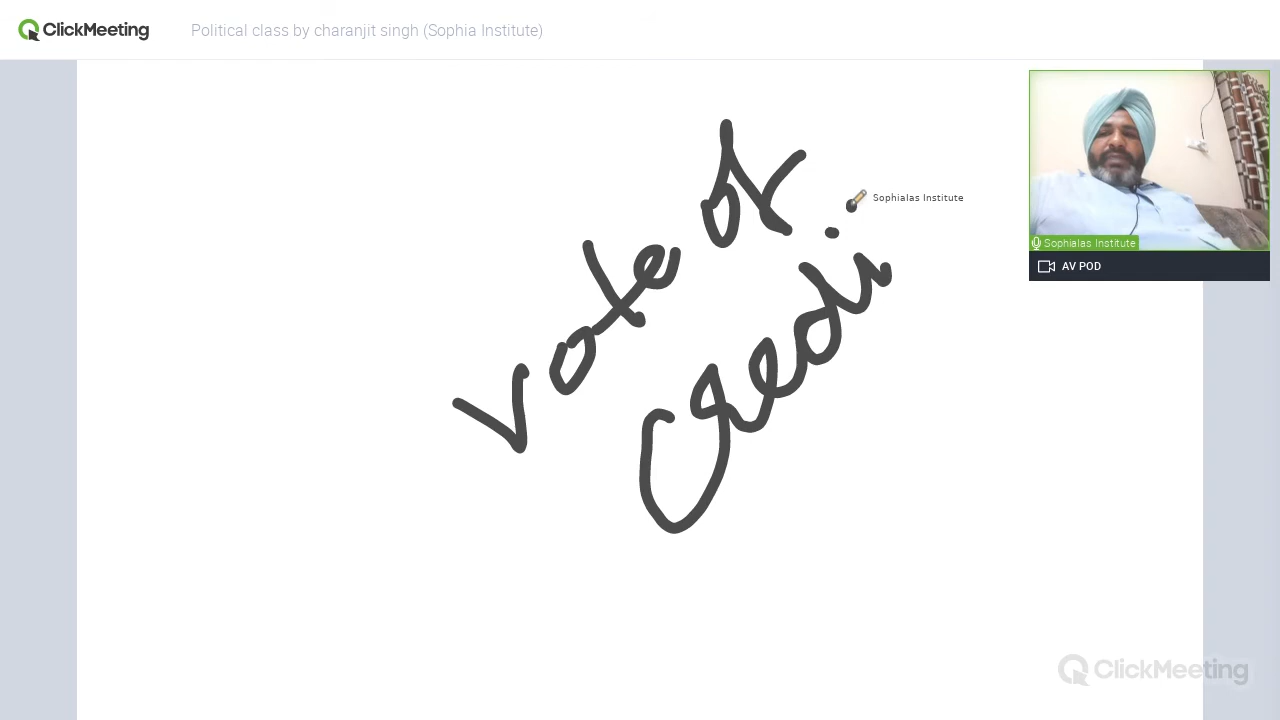 ClickMeeting
Political class by charanjit singh (Sophia Institute)
Vote of
Credi
Sophialas Institute
Sophialas Institute
AV POD
ClickMeeting